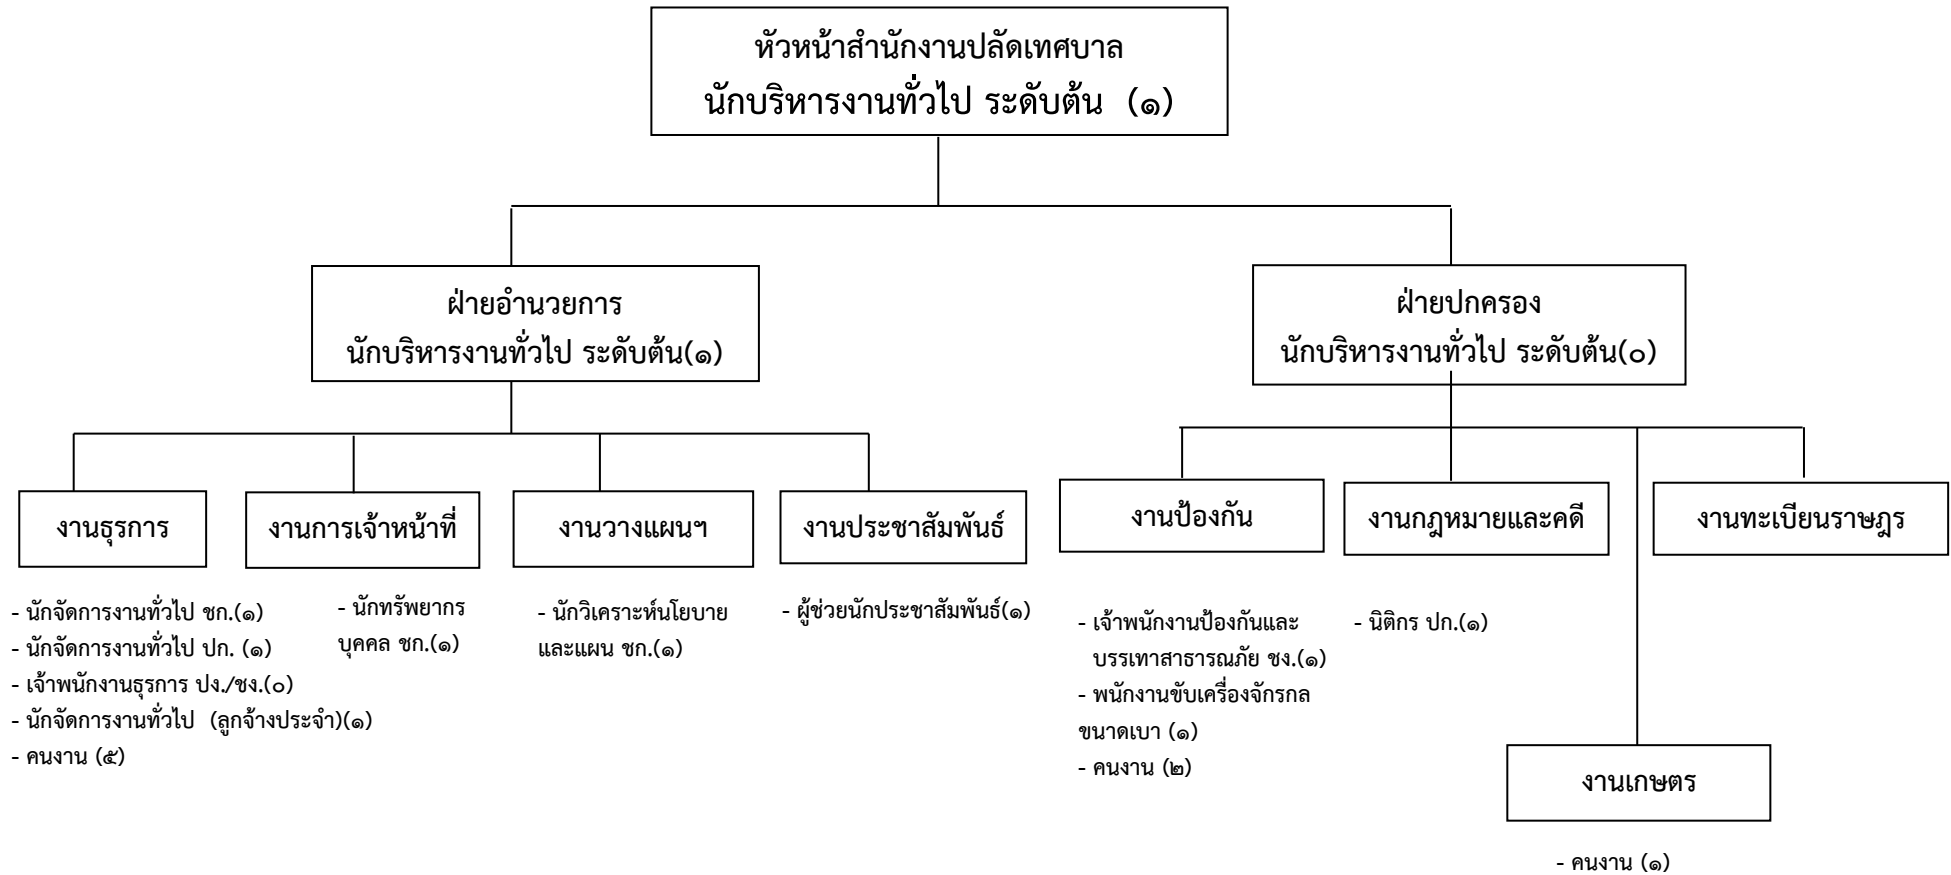 หัวหน้าสำนักงานปลัดเทศบาล
นักบริหารงานทั่วไป ระดับต้น (๑)
ฝ่ายอำนวยการ
นักบริหารงานทั่วไป ระดับต้น(๑)
ฝ่ายปกครอง
นักบริหารงานทั่วไป ระดับต้น(๐)
งานธุรการ
งานการเจ้าหน้าที่
งานวางแผนฯ
งานประชาสัมพันธ์
งานป้องกัน
งานกฎหมายและคดี
งานทะเบียนราษฎร
- นักจัดการงานทั่วไป ชก.(๑)
- นักจัดการงานทั่วไป ปก. (๑)
- เจ้าพนักงานธุรการ ปง./ชง.(๐)
- นักจัดการงานทั่วไป (ลูกจ้างประจำ)(๑)
- คนงาน (๕)
- นักทรัพยากร
บุคคล ชก.(๑)
- นักวิเคราะห์นโยบาย
และแผน ชก.(๑)
- ผู้ช่วยนักประชาสัมพันธ์(๑)
- เจ้าพนักงานป้องกันและ
บรรเทาสาธารณภัย ชง.(๑)
- พนักงานขับเครื่องจักรกล
ขนาดเบา (๑)
- คนงาน (๒)
- นิติกร ปก.(๑)
งานเกษตร
- คนงาน (๑)